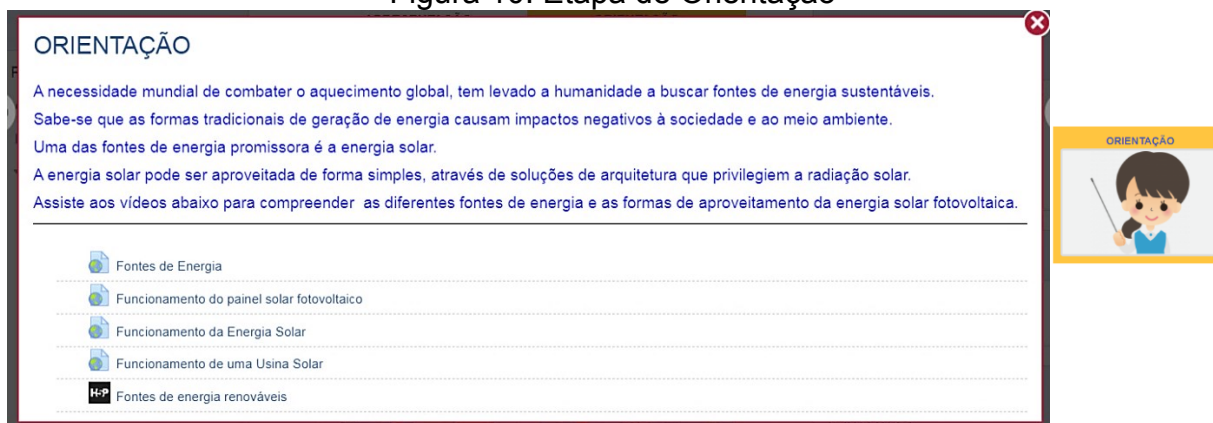 Figura 10: Etapa de Orientação
ORIENTAÇÃO
A necessidade mundial de combater o aquecimento global, tem levado a humanidade a buscar fontes de energia sustentáveis.
Sabe-se que as formas tradicionais de geração de energia causam impactos negativos à sociedade e ao meio ambiente.
Uma das fontes de energia promissora é a energia solar.
A energia solar pode ser aproveitada de forma simples, através de soluções de arquitetura que privilegiem a radiação solar.
Assiste aos vídeos abaixo para compreender as diferentes fontes de energia e as formas de aproveitamento da energia solar fotovoltaica.
Fontes de Energia
Funcionamento do painel solar fotovoltaico
Funcionamento da Energia Solar
Funcionamento de uma Usina Solar
H-P Fontes de energia renováveis
ORIENTAÇÃO